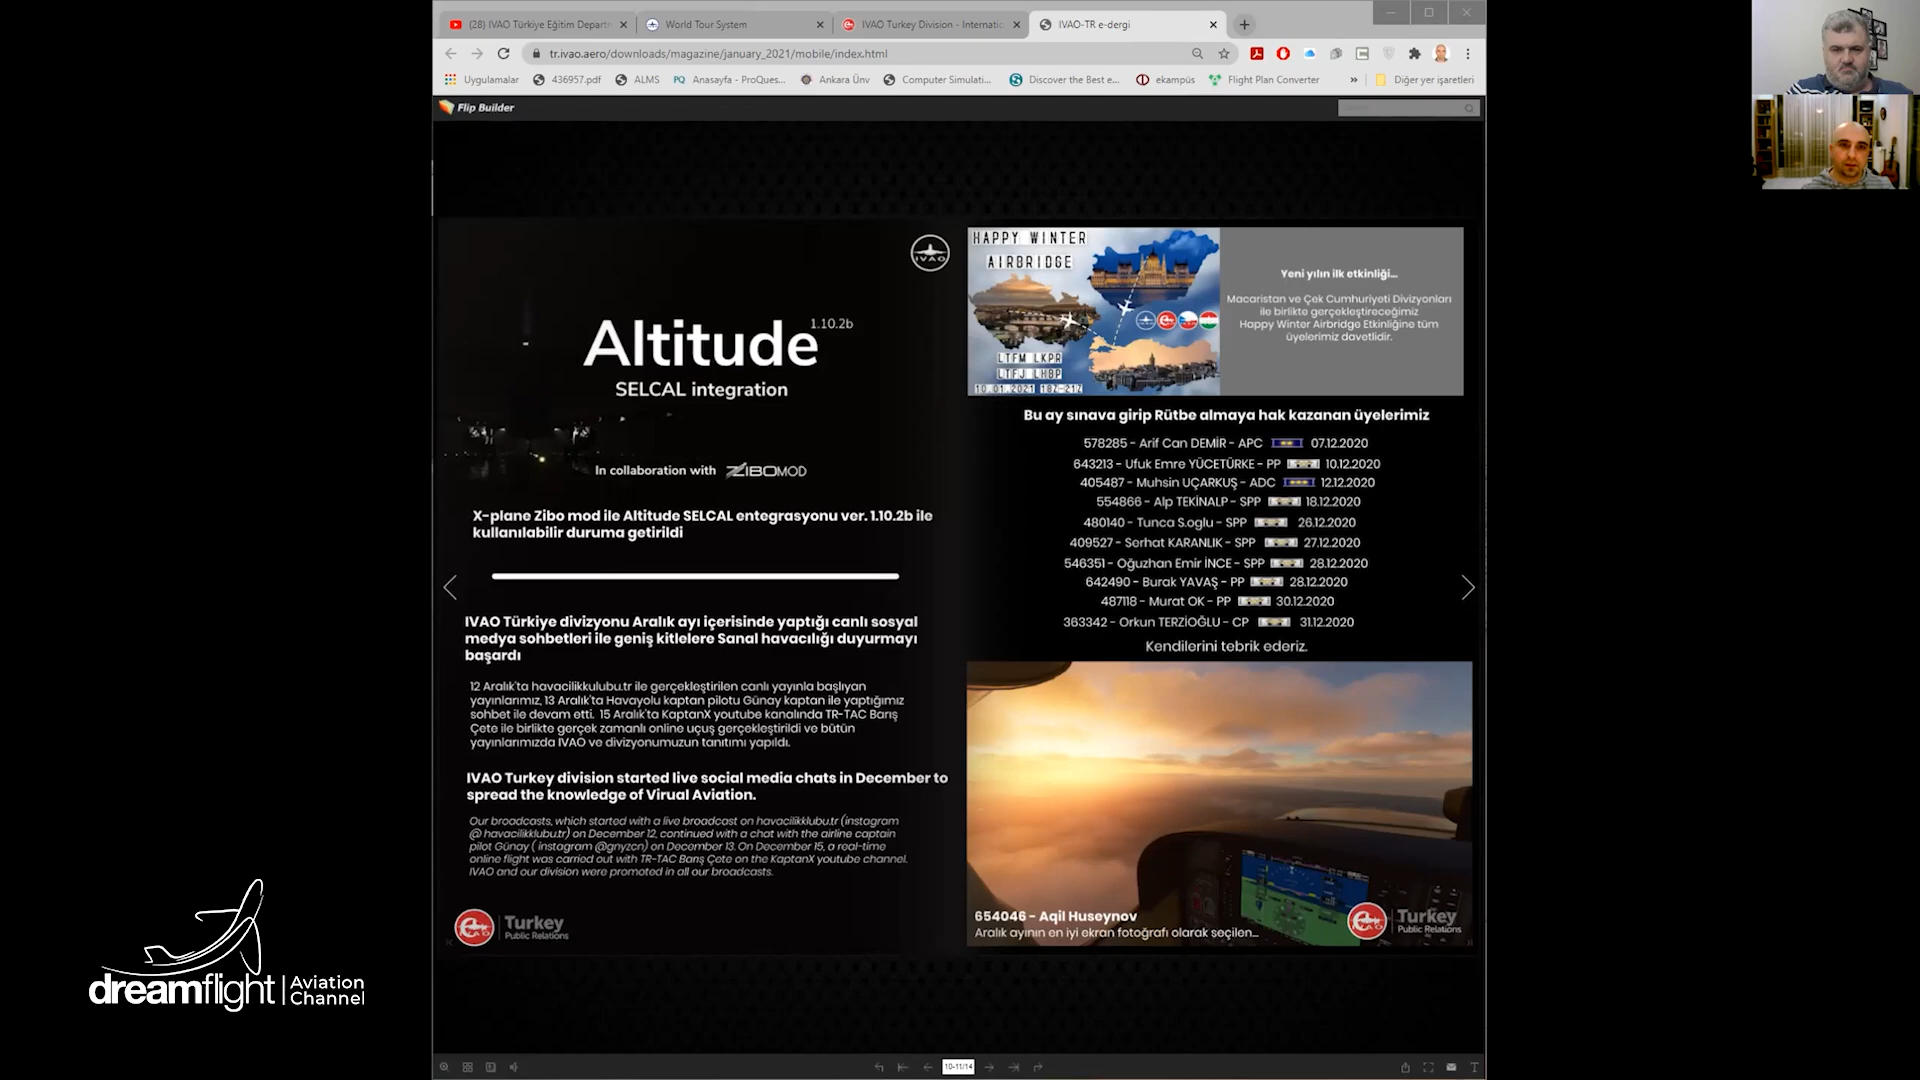 (28) IVAO Türkiye Eğitim Departm
World Tour System
IVAO Turkey Division - Internatio
IVAO-TR e-dergi
tr.ivao.aero/downloads/magazine/january_2021/mobile/index.html
Uygulamalar
436957.pdf
ALMS
PQ
Anasayfa - ProQues...
Ankara Ünv
Computer Simulati...
Discover the Best e...
ekampüs
Flight Plan Converter
»
Diğer yer işaretleri
Flip Builder
IVAO
Altitude 1.10.2b
SELCAL integration
In collaboration with ZIBOMOD
X-plane Zibo mod ile Altitude SELCAL entegrasyonu ver. 1.10.2b ile
kullanılabilir duruma getirildi
IVAO Türkiye divizyonu Aralık ayı içerisinde yaptığı canlı sosyal
medya sohbetleri ile geniş kitlelere Sanal havacılığı duyurmayı
başardı
12 Aralık'ta havacilikkulubu.tr ile gerçekleştirilen canlı yayınla başlıyan
yayınlarımız, 13 Aralık'ta Havayolu kaptan pilotu Günay kaptan ile yaptığımız
sohbet ile devam etti. 15 Aralık'ta KaptanX youtube kanalında TR-TAC Barış
Çete ile birlikte gerçek zamanlı online uçuş gerçekleştirildi ve bütün
yayınlarımızda IVAO ve divizyonumuzun tanıtımı yapıldı.
IVAO Turkey division started live social media chats in December to
spread the knowledge of Virual Aviation.
Our broadcasts, which started with a live broadcast on havacilikklubu.tr (instagram
@ havacilikklubu.tr) on December 12, continued with a chat with the airline captain
pilot Günay ( instagram @gnyzcn) on December 13. On December 15, a real-time
online flight was carried out with TR-TAC Barış Çete on the KaptanX youtube channel.
IVAO and our division were promoted in all our broadcasts.
Turkey
Public Relations
HAPPY WINTER
AIRBRIDGE
LTFM LKPR
LTFJ LHBP
10.01.2021 18Z-21Z
Yeni yılın ilk etkinliği...
Macaristan ve Çek Cumhuriyeti Divizyonları
ile birlikte gerçekleştireceğimiz
Happy Winter Airbridge Etkinliğine tüm
üyelerimiz davetlidir.
Bu ay sınava girip Rütbe almaya hak kazanan üyelerimiz
578285 - Arif Can DEMİR - APC 07.12.2020
643213 - Ufuk Emre YÜCETÜRKE - PP 10.12.2020
405487 - Muhsin UÇARKUŞ - ADC 12.12.2020
554866 - Alp TEKİNALP - SPP 18.12.2020
480140 - Tunca S.oglu - SPP 26.12.2020
409527 - Serhat KARANLIK - SPP 27.12.2020
546351 - Oğuzhan Emir İNCE - SPP 28.12.2020
642490 - Burak YAVAŞ - PP 28.12.2020
487118 - Murat OK - PP 30.12.2020
363342 - Orkun TERZİOĞLU - CP 31.12.2020
Kendilerini tebrik ederiz.
654046 - Aqil Huseynov
Aralık ayının en iyi ekran fotoğrafı olarak seçilen...
Turkey
Public Relations
10-11/14
dreamflight | Aviation
Channel